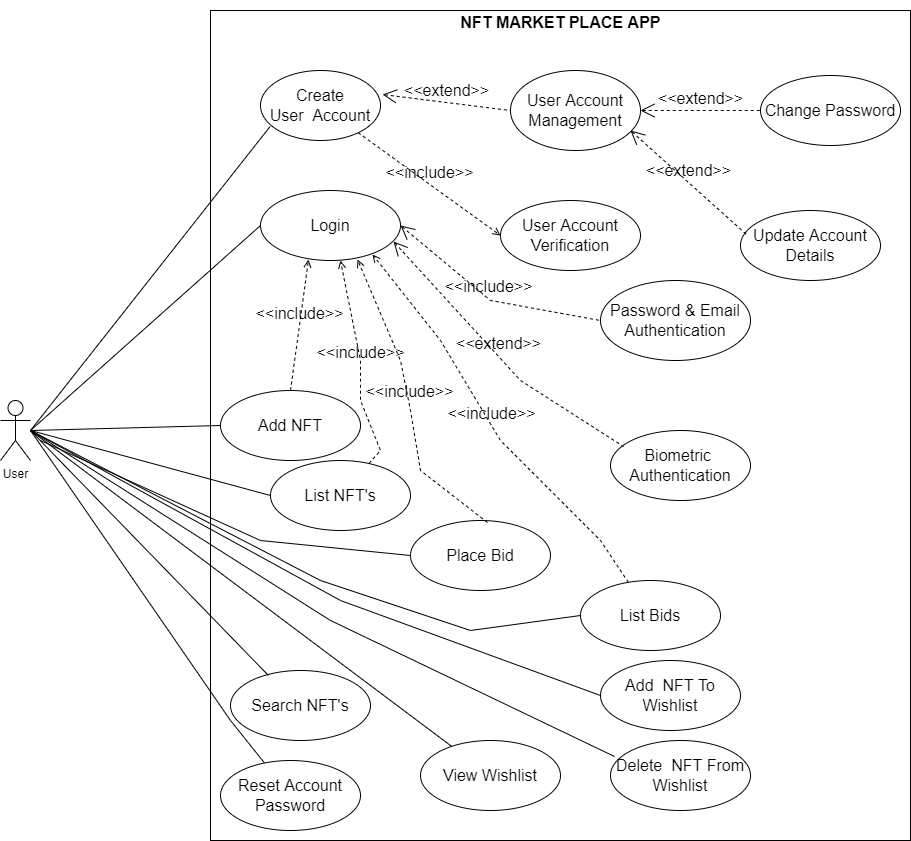 NFT MARKET PLACE APP
Create
User Account
<<extend>>
User Account
Management
<<extend>>
Change Password
<<include>>
<<extend>>
Login
User Account
Verification
Update Account
Details
<<include>>
Password & Email
Authentication
<<include>>
<<extend>>
<<include>>
<<include>>
<<include>>
Add NFT
User
Biometric
Authentication
List NFT's
Place Bid
List Bids
Add NFT To
Wishlist
Search NFT's
View Wishlist
Delete NFT From
Wishlist
Reset Account
Password